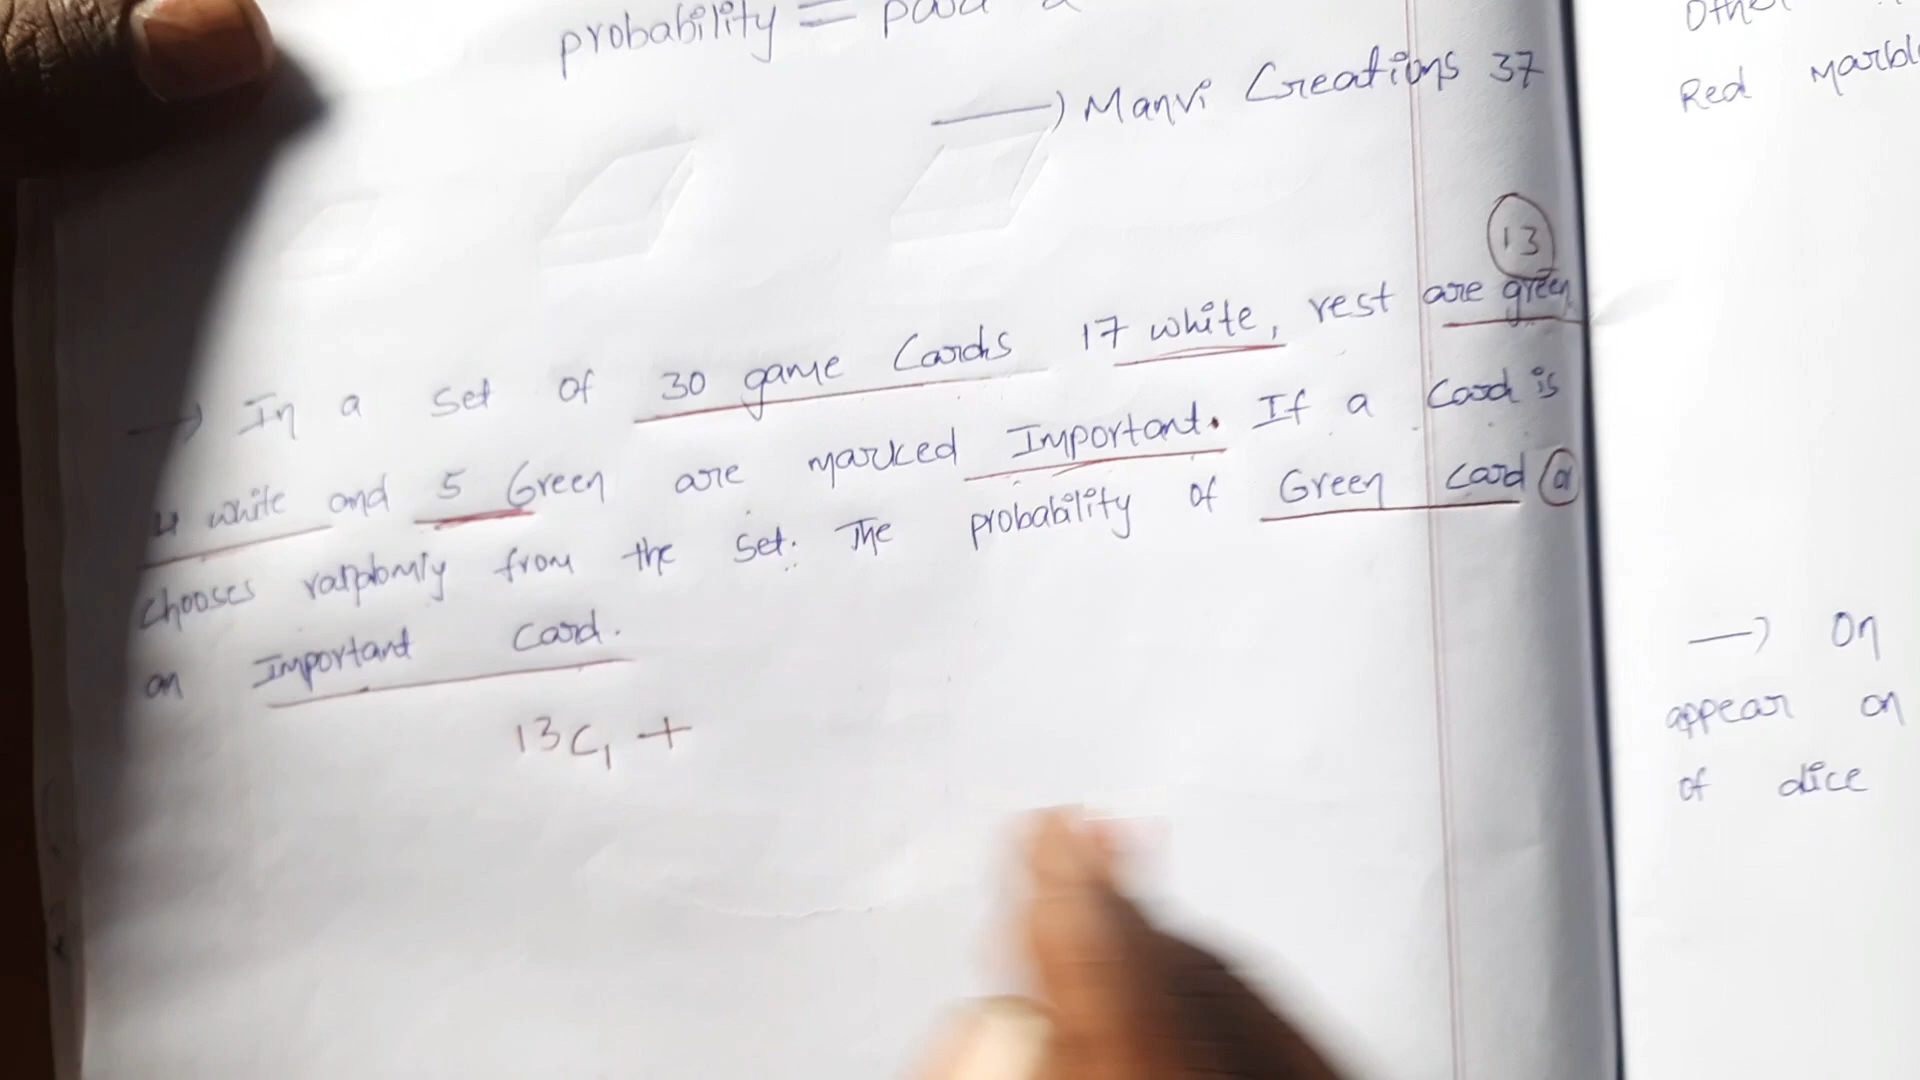 probability =
→ Manvi Creations 37
13
→ In a set of 30 game Cards 17 white, rest are green
4 white and 5 Green are marked Important. If a Card is
chooses randomly from the set. The probability of Green card or
an Important Card.
13C1 +
Other
Red Marble
→ On
appear on
of dice